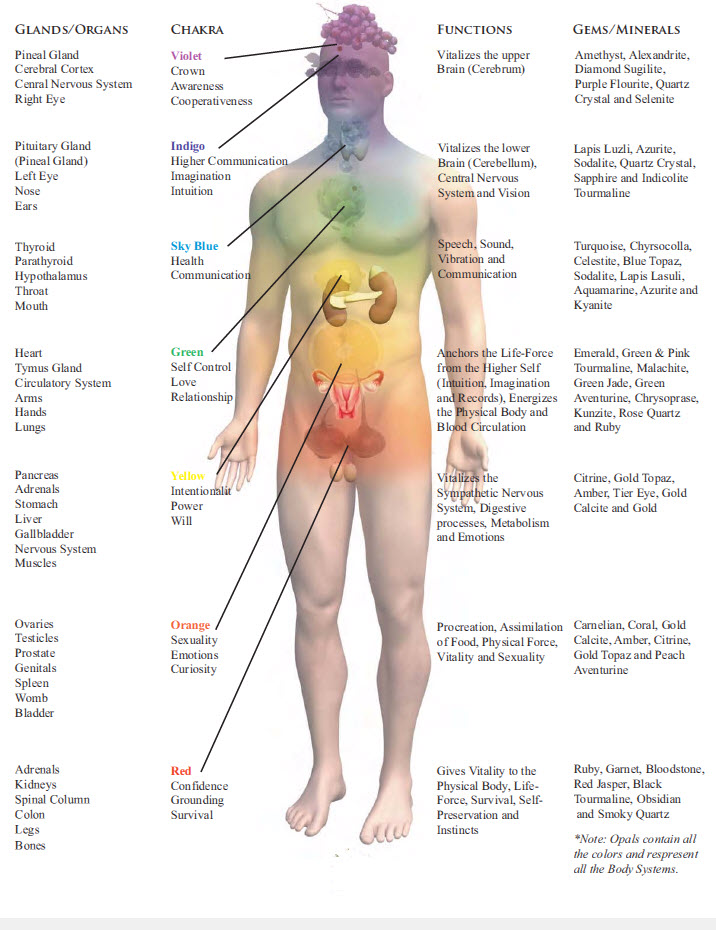 Glands/Organs
Chakra
Functions
Gems/Minerals
Pineal Gland
Cerebral Cortex
Cenral Nervous System
Right Eye
Violet
Crown
Awareness
Cooperativeness
Vitalizes the upper
Brain (Cerebrum)
Amethyst, Alexandrite,
Diamond Sugilite,
Purple Flourite, Quartz
Crystal and Selenite
Pituitary Gland
(Pineal Gland)
Left Eye
Nose
Ears
Indigo
Higher Communication
Imagination
Intuition
Vitalizes the lower
Brain (Cerebellum),
Central Nervous
System and Vision
Lapis Luzli, Azurite,
Sodalite, Quartz Crystal,
Sapphire and Indicolite
Tourmaline
Thyroid
Parathyroid
Hypothalamus
Throat
Mouth
Sky Blue
Health
Communication
Speech, Sound,
Vibration and
Communication
Turquoise, Chyrsocolla,
Celestite, Blue Topaz,
Sodalite, Lapis Lasuli,
Aquamarine, Azurite and
Kyanite
Heart
Tymus Gland
Circulatory System
Arms
Hands
Lungs
Green
Self Control
Love
Relationship
Anchors the Life-Force
from the Higher Self
(Intuition, Imagination
and Records), Energizes
the Physical Body and
Blood Circulation
Emerald, Green & Pink
Tourmaline, Malachite,
Green Jade, Green
Aventurine, Chrysoprase,
Kunzite, Rose Quartz
and Ruby
Pancreas
Adrenals
Stomach
Liver
Gallbladder
Nervous System
Muscles
Yellow
Intentionalit
Power
Will
Vitalizes the
Sympathetic Nervous
System, Digestive
processes, Metabolism
and Emotions
Citrine, Gold Topaz,
Amber, Tier Eye, Gold
Calcite and Gold
Ovaries
Testicles
Prostate
Genitals
Spleen
Womb
Bladder
Orange
Sexuality
Emotions
Curiosity
Procreation, Assimilation
of Food, Physical Force,
Vitality and Sexuality
Carnelian, Coral, Gold
Calcite, Amber, Citrine,
Gold Topaz and Peach
Aventurine
Adrenals
Kidneys
Spinal Column
Colon
Legs
Bones
Red
Confidence
Grounding
Survival
Gives Vitality to the
Physical Body, Life-
Force, Survival, Self-
Preservation and
Instincts
Ruby, Garnet, Bloodstone,
Red Jasper, Black
Tourmaline, Obsidian
and Smoky Quartz
*Note: Opals contain all
the colors and respresent
all the Body Systems.